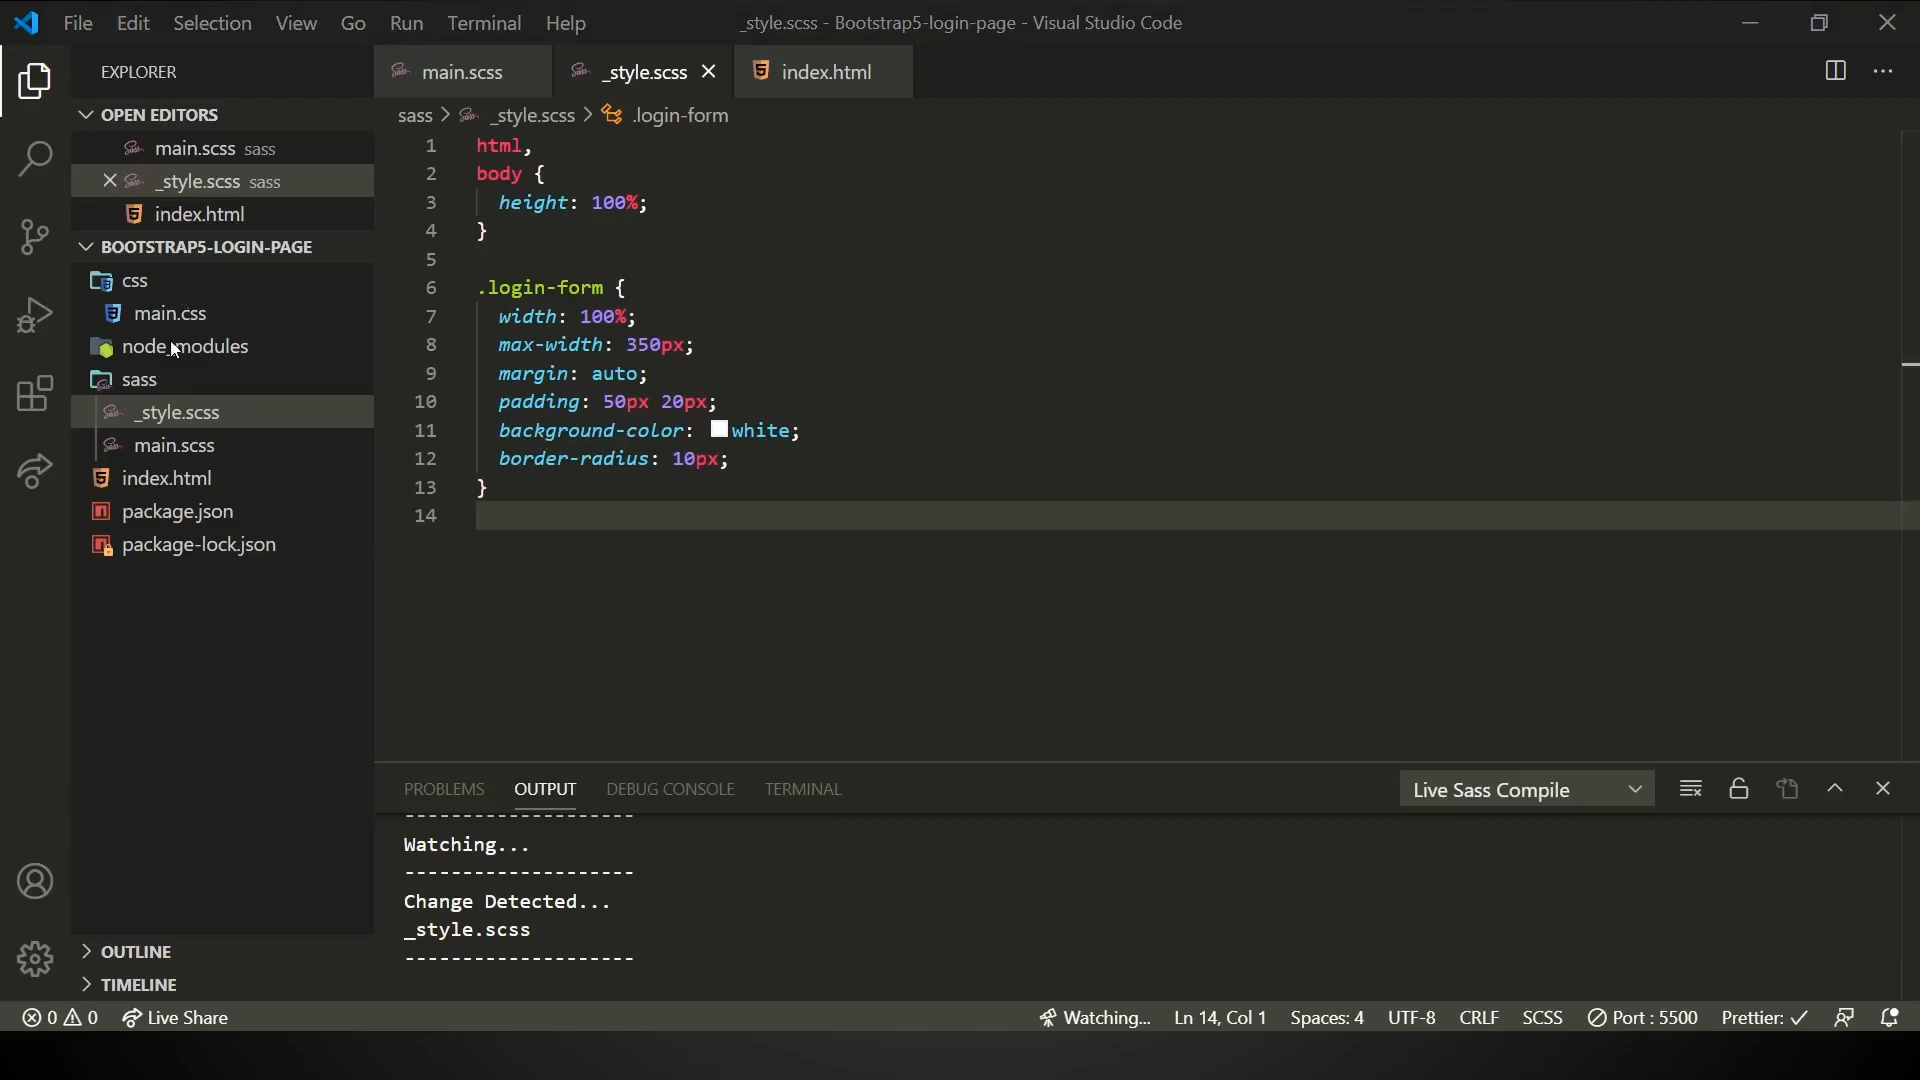 File Edit Selection View Go Run Terminal Help
_style.scss - Bootstrap5-login-page - Visual Studio Code
EXPLORER
OPEN EDITORS
main.scss sass
_style.scss sass
index.html
BOOTSTRAP5-LOGIN-PAGE
css
main.css
node_modules
sass
_style.scss
main.scss
index.html
package.json
package-lock.json
OUTLINE
TIMELINE
main.scss
_style.scss
index.html
sass > _style.scss > .login-form
1 html,
2 body {
3 height: 100%;
4 }
5
6 .login-form {
7 width: 100%;
8 max-width: 350px;
9 margin: auto;
10 padding: 50px 20px;
11 background-color: white;
12 border-radius: 10px;
13 }
14
PROBLEMS OUTPUT DEBUG CONSOLE TERMINAL
Live Sass Compile
--------------------
Watching...
--------------------
Change Detected...
_style.scss
--------------------
0 0 Live Share
Watching... Ln 14, Col 1 Spaces: 4 UTF-8 CRLF SCSS Port : 5500 Prettier: ✓